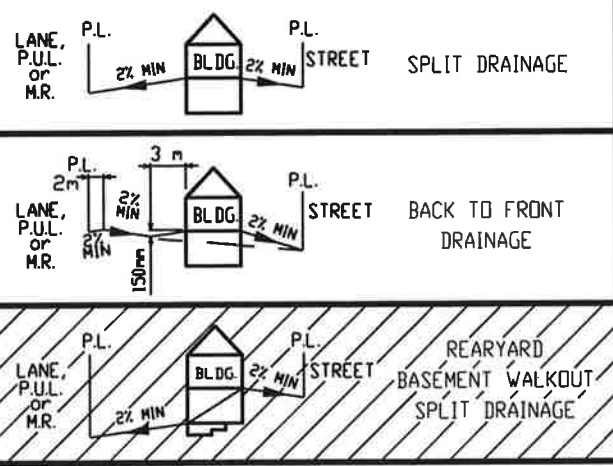 P.L.
P.L.
LANE,
P.U.L.
or
M.R.
2% MIN
BLDG.
2% MIN
STREET
SPLIT DRAINAGE
3 m
P.L.
2m
2%
MIN
P.L.
LANE,
P.U.L.
or
M.R.
2%
MIN
BLDG.
2% MIN
STREET
150mm
BACK TO FRONT
DRAINAGE
P.L.
P.L.
LANE,
P.U.L.
or
M.R.
2% MIN
BLDG.
2%
MIN
STREET
REARYARD
BASEMENT WALKOUT
SPLIT DRAINAGE